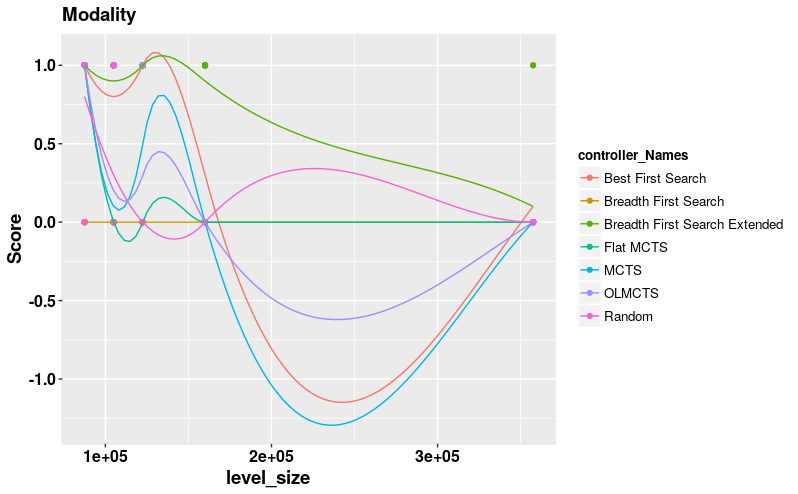 Modality
Score
1.0
0.5
0.0
-0.5
-1.0
1e+05 2e+05 3e+05
level_size
controller_Names
Best First Search
Breadth First Search
Breadth First Search Extended
Flat MCTS
MCTS
OLMCTS
Random